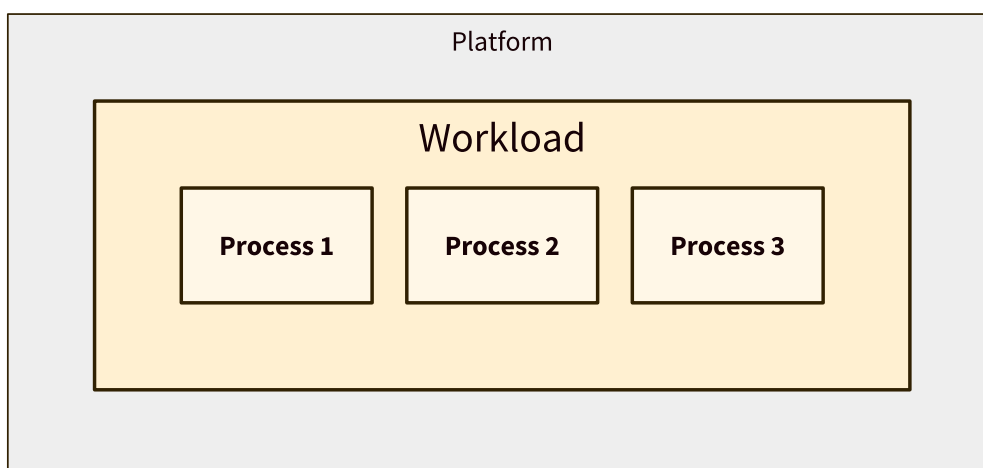 Platform
Workload
Process 1
Process 2
Process 3